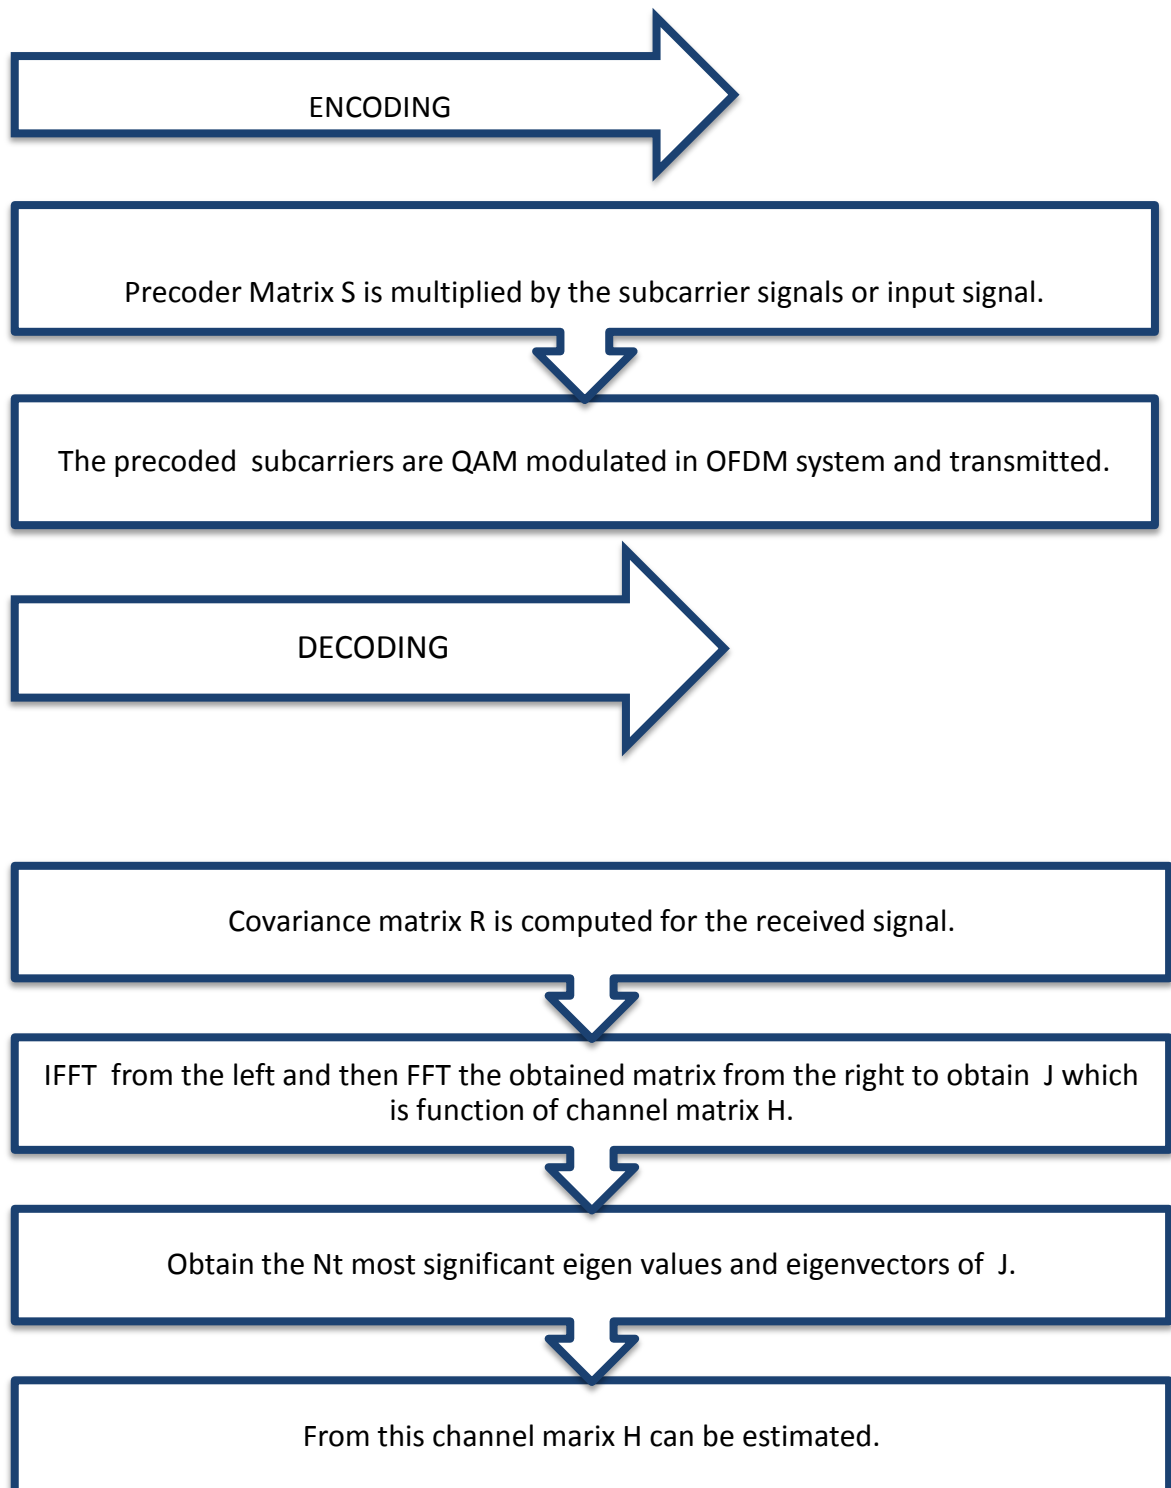 ENCODING
Precoder Matrix S is multiplied by the subcarrier signals or input signal.
The precoded  subcarriers are QAM modulated in OFDM system and transmitted.
DECODING
Covariance matrix R is computed for the received signal.
IFFT  from the left and then FFT the obtained matrix from the right to obtain  J which
is function of channel matrix H.
Obtain the Nt most significant eigen values and eigenvectors of  J.
From this channel marix H can be estimated.